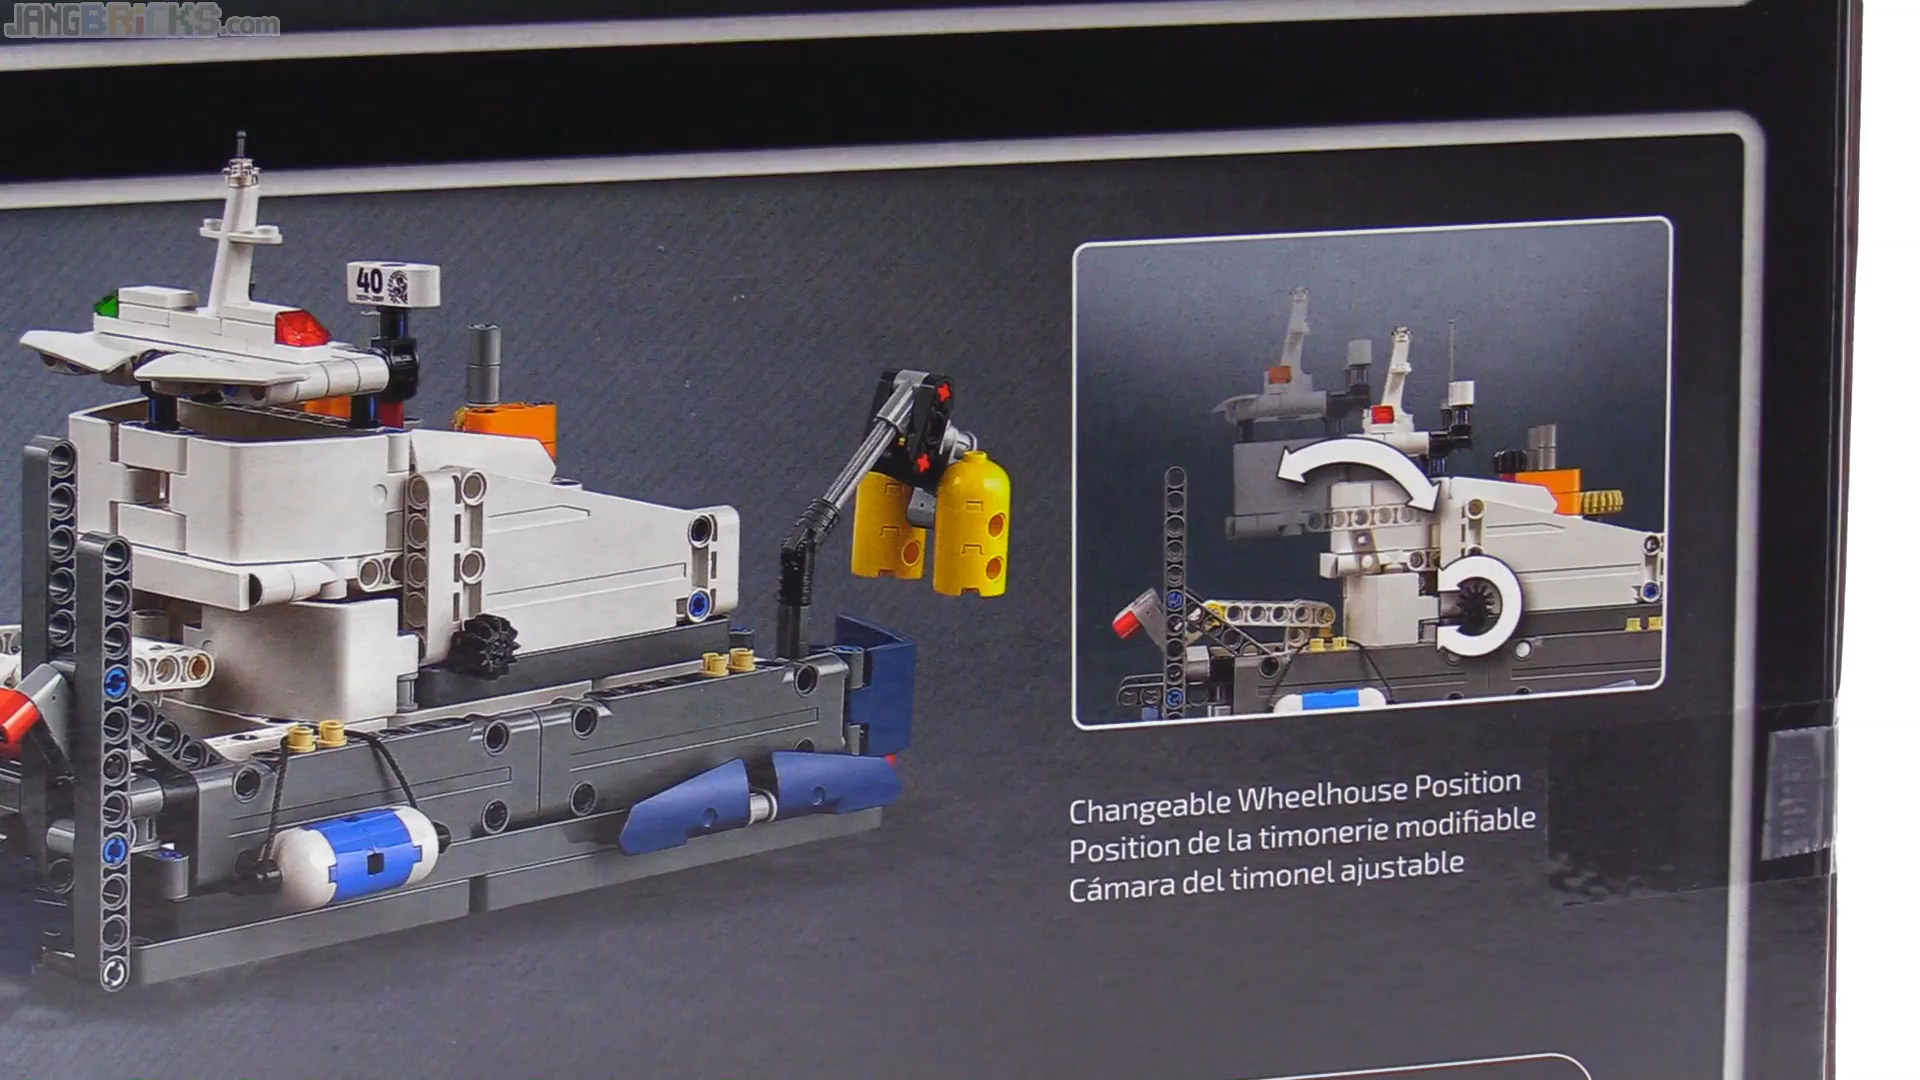 JANGBRiCKS.com
40
Changeable Wheelhouse Position
Position de la timonerie modifiable
Cámara del timonel ajustable